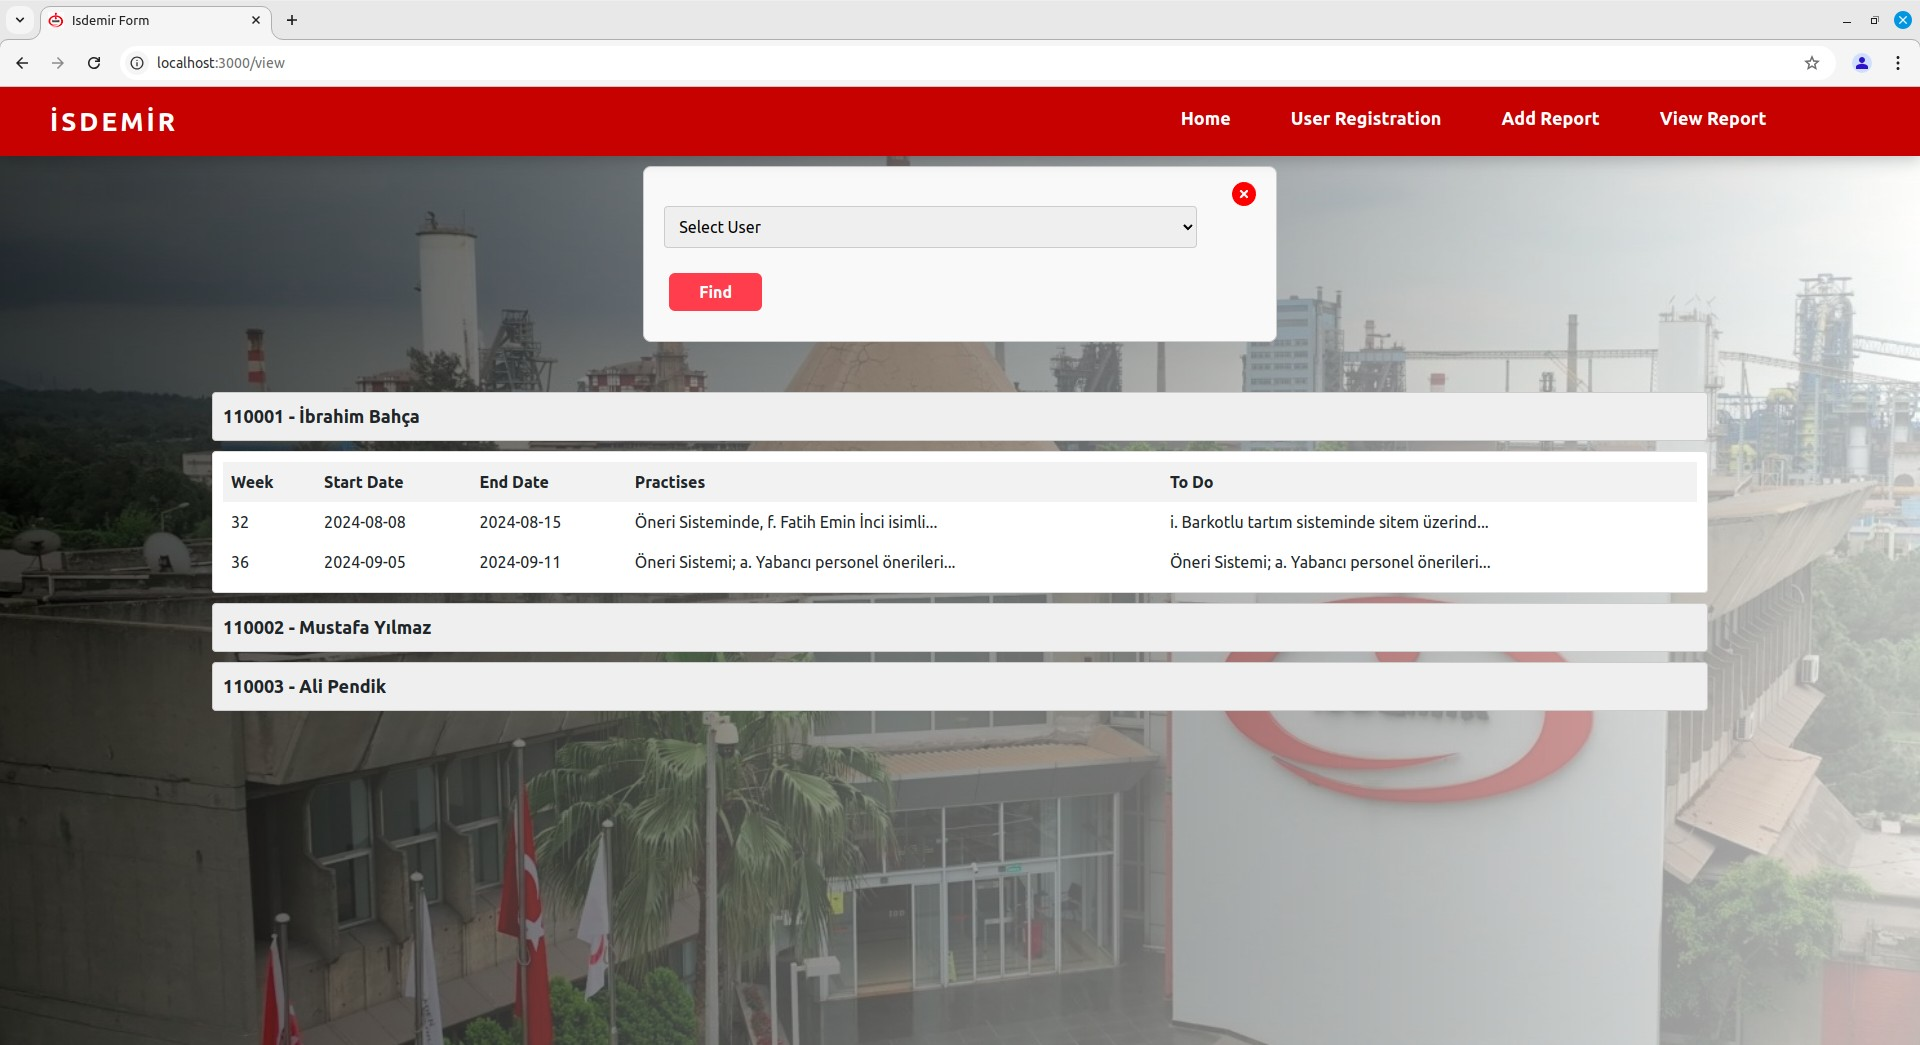 Isdemir Form
localhost:3000/view
İSDEMİR
Home User Registration Add Report View Report
Select User
Find
110001 - İbrahim Bahça
Week Start Date End Date Practises To Do
32 2024-08-08 2024-08-15 Öneri Sisteminde, f. Fatih Emin İnci isimli... i. Barkotlu tartım sisteminde sitem üzerind...
36 2024-09-05 2024-09-11 Öneri Sistemi; a. Yabancı personel önerileri... Öneri Sistemi; a. Yabancı personel önerileri...
110002 - Mustafa Yılmaz
110003 - Ali Pendik